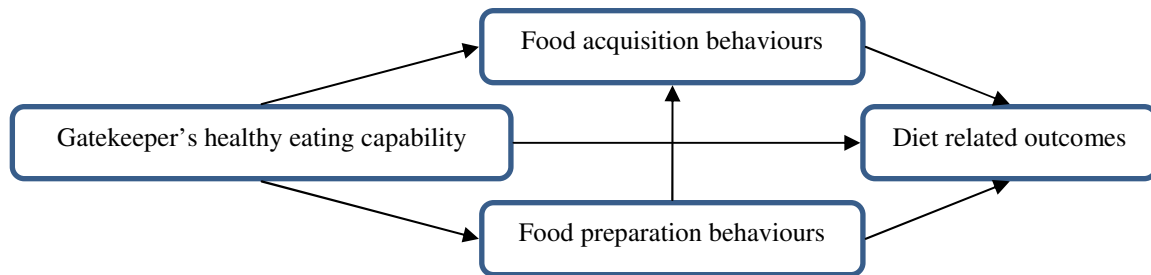 Food acquisition behaviours
Gatekeeper’s healthy eating capability
Diet related outcomes
Food preparation behaviours